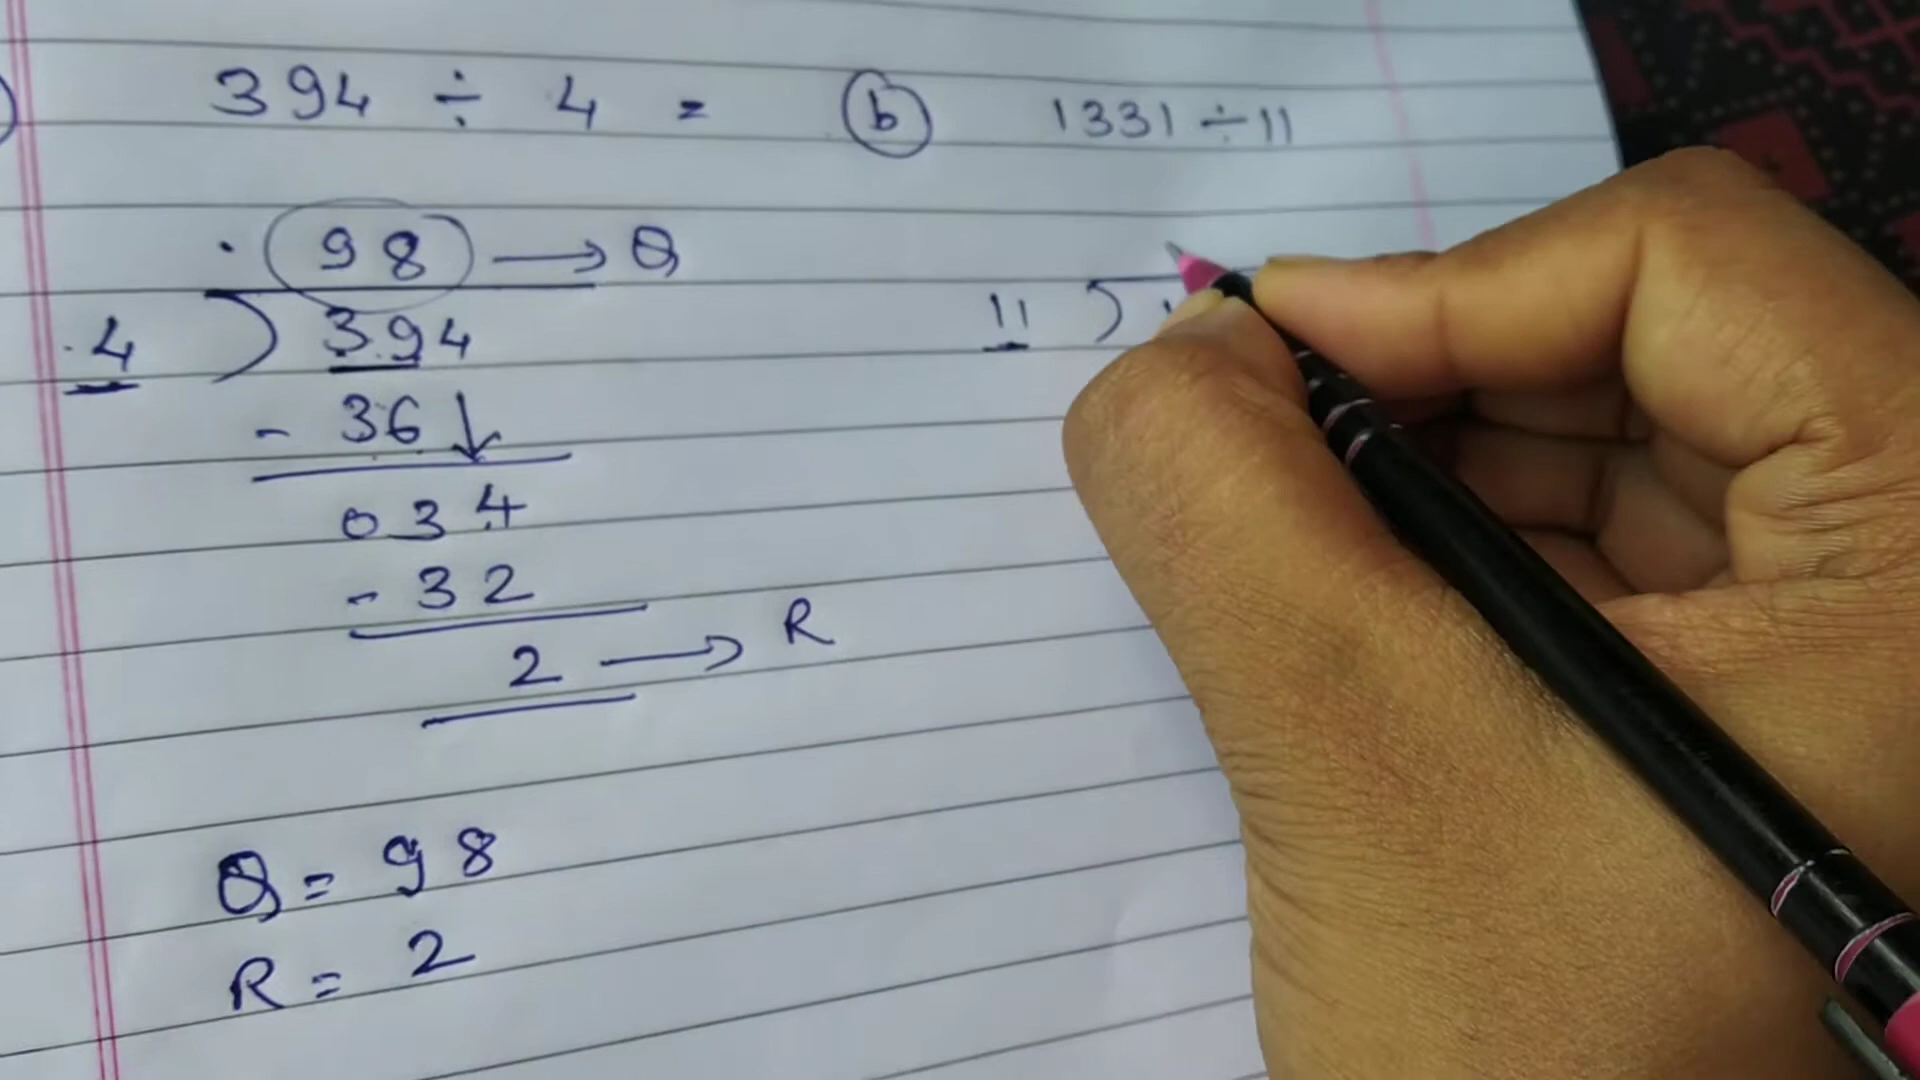 394 ÷ 4 =
98 → Q
4 ) 394
- 36 ↓
034
- 32
2 → R
Q = 98
R = 2
b 1331 ÷ 11
11 )